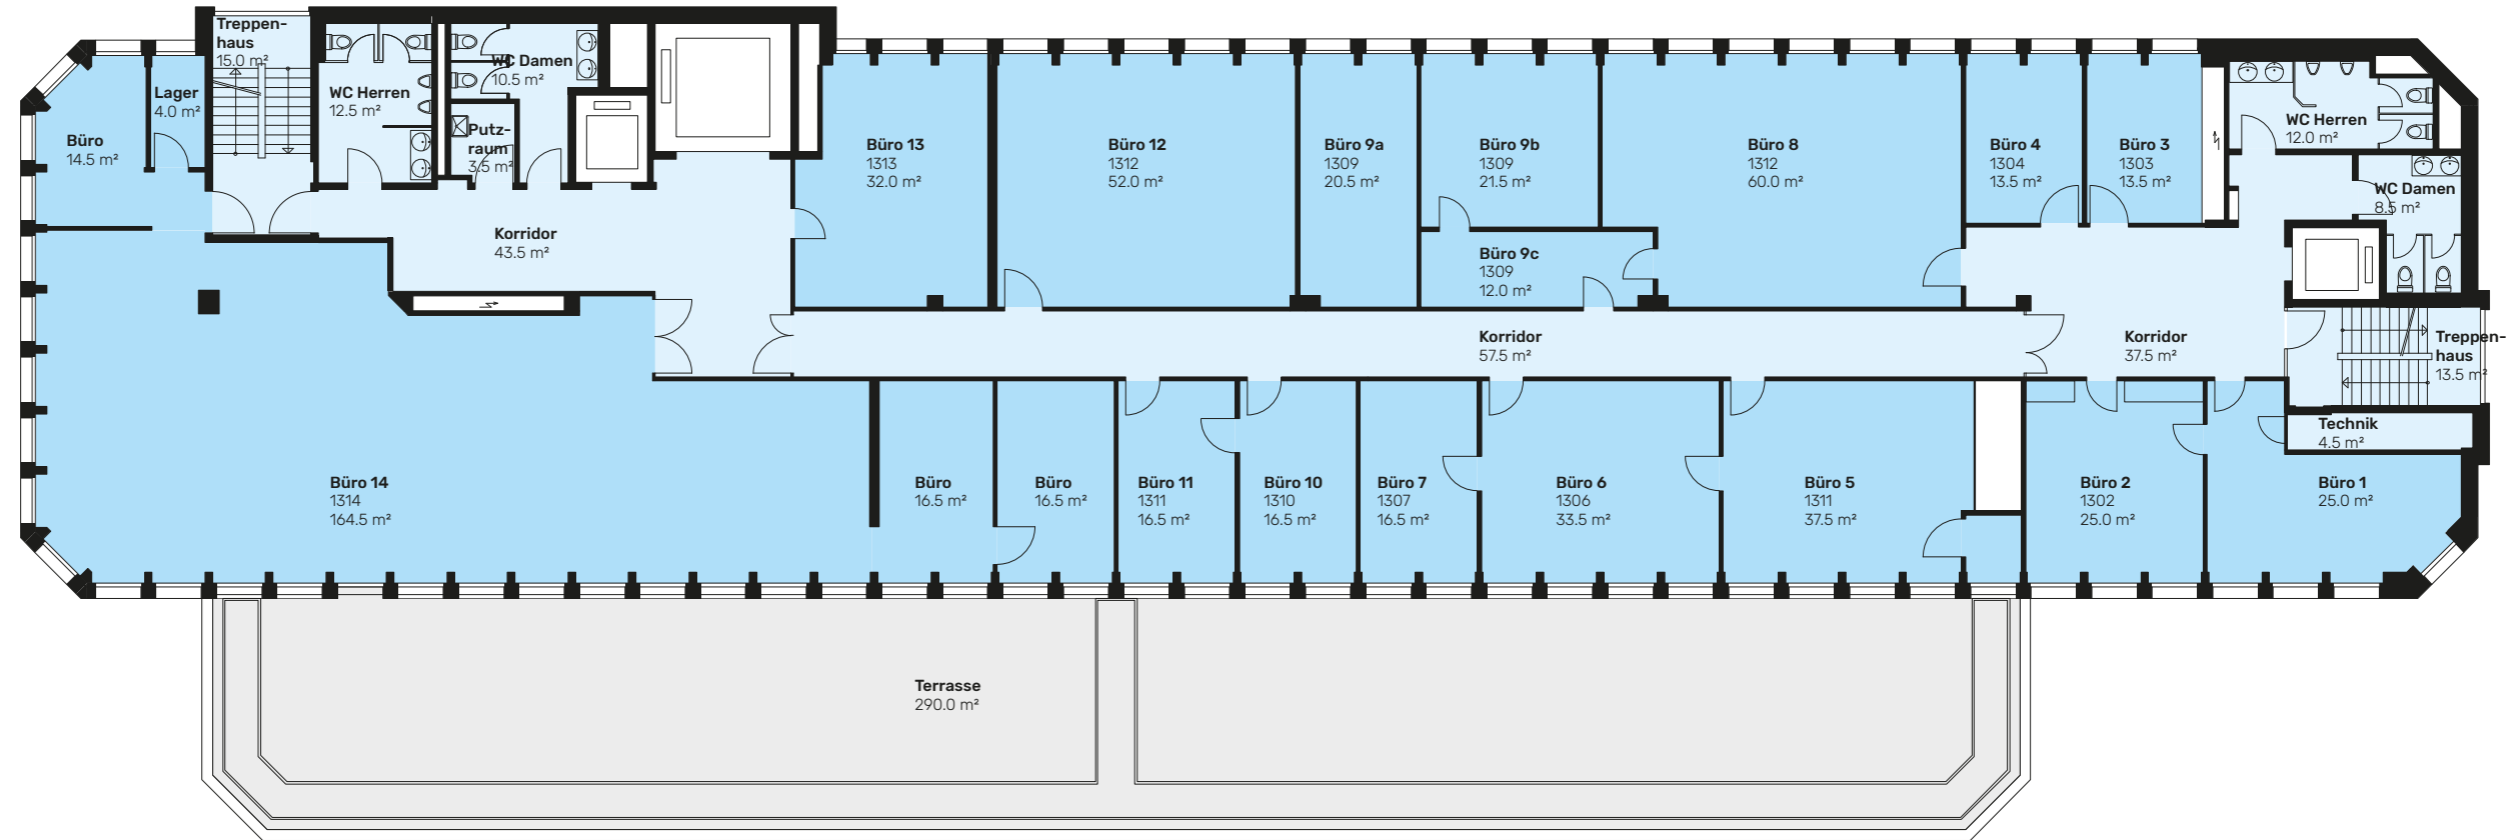 Treppen-
haus
15.0 m²
Lager
4.0 m²
Büro
14.5 m²
WC Herren
12.5 m²
WC Damen
10.5 m²
Putz-
raum
3.5 m²
Korridor
43.5 m²
Büro 13
1313
32.0 m²
Büro 12
1312
52.0 m²
Büro 9a
1309
20.5 m²
Büro 9b
1309
21.5 m²
Büro 9c
1309
12.0 m²
Büro 8
1312
60.0 m²
Büro 4
1304
13.5 m²
Büro 3
1303
13.5 m²
WC Herren
12.0 m²
WC Damen
8.5 m²
Korridor
57.5 m²
Korridor
37.5 m²
Treppen-
haus
13.5 m²
Technik
4.5 m²
Büro 14
1314
164.5 m²
Büro
16.5 m²
Büro
16.5 m²
Büro 11
1311
16.5 m²
Büro 10
1310
16.5 m²
Büro 7
1307
16.5 m²
Büro 6
1306
33.5 m²
Büro 5
1311
37.5 m²
Büro 2
1302
25.0 m²
Büro 1
25.0 m²
Terrasse
290.0 m²